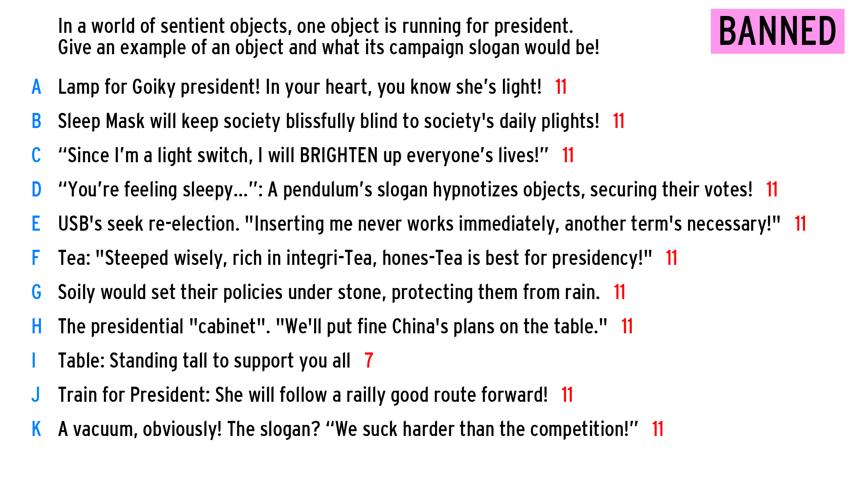 In a world of sentient objects, one object is running for president.
Give an example of an object and what its campaign slogan would be!
BANNED
A Lamp for Goiky president! In your heart, you know she's light! 11
B Sleep Mask will keep society blissfully blind to society's daily plights! 11
C “Since I'm a light switch, I will BRIGHTEN up everyone's lives!” 11
D “You're feeling sleepy...”: A pendulum's slogan hypnotizes objects, securing their votes! 11
E USB's seek re-election. "Inserting me never works immediately, another term's necessary!" 11
F Tea: "Steeped wisely, rich in integri-Tea, hones-Tea is best for presidency!" 11
G Soily would set their policies under stone, protecting them from rain. 11
H The presidential "cabinet". "We'll put fine China's plans on the table." 11
I Table: Standing tall to support you all 7
J Train for President: She will follow a railly good route forward! 11
K A vacuum, obviously! The slogan? “We suck harder than the competition!” 11